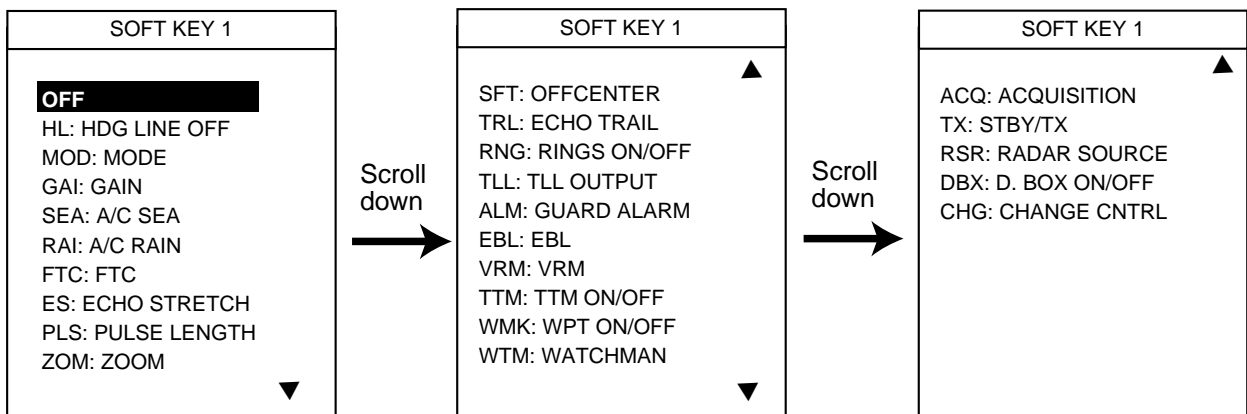 SOFT KEY 1
OFF
HL: HDG LINE OFF
MOD: MODE
GAI: GAIN
SEA: A/C SEA
RAI: A/C RAIN
FTC: FTC
ES: ECHO STRETCH
PLS: PULSE LENGTH
ZOM: ZOOM
Scroll
down
SOFT KEY 1
SFT: OFFCENTER
TRL: ECHO TRAIL
RNG: RINGS ON/OFF
TLL: TLL OUTPUT
ALM: GUARD ALARM
EBL: EBL
VRM: VRM
TTM: TTM ON/OFF
WMK: WPT ON/OFF
WTM: WATCHMAN
Scroll
down
SOFT KEY 1
ACQ: ACQUISITION
TX: STBY/TX
RSR: RADAR SOURCE
DBX: D. BOX ON/OFF
CHG: CHANGE CNTRL